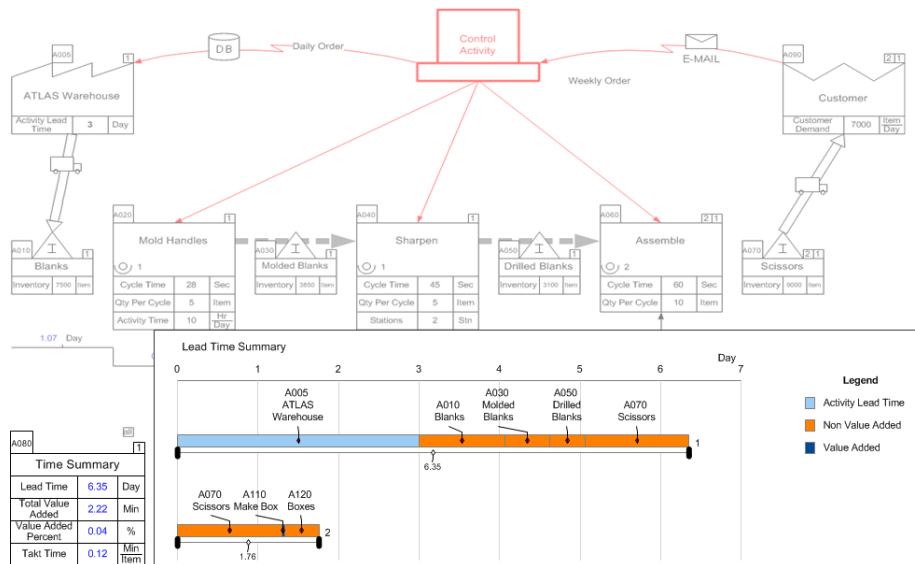 A005
1
ATLAS Warehouse
Activity Lead Time 3 Day
DB
Daily Order
Control Activity
Weekly Order
E-MAIL
A090
2 1
Customer
Customer Demand 7000 Item Day
A010
I
1
Blanks
Inventory 7500 Item
A020
1
Mold Handles
1
Cycle Time 28 Sec
Qty Per Cycle 5 Item
Activity Time 10 Hr Day
A030
I
1
Molded Blanks
Inventory 3850 Item
A040
1
Sharpen
1
Cycle Time 45 Sec
Qty Per Cycle 5 Item
Stations 2 Stn
A050
I
1
Drilled Blanks
Inventory 3100 Item
A060
2 1
Assemble
2
Cycle Time 60 Sec
Qty Per Cycle 10 Item
A070
I
2 1
Scissors
Inventory 9000 Item
1.07 Day
Lead Time Summary
Day
0 1 2 3 4 5 6 7
A005 ATLAS Warehouse
A010 Blanks
A030 Molded Blanks
A050 Drilled Blanks
A070 Scissors
1
6.35
A070 Scissors
A110 Make Box
A120 Boxes
2
1.76
Legend
Activity Lead Time
Non Value Added
Value Added
A080
1
Time Summary
Lead Time 6.35 Day
Total Value Added 2.22 Min
Value Added Percent 0.04 %
Takt Time 0.12 Min Item